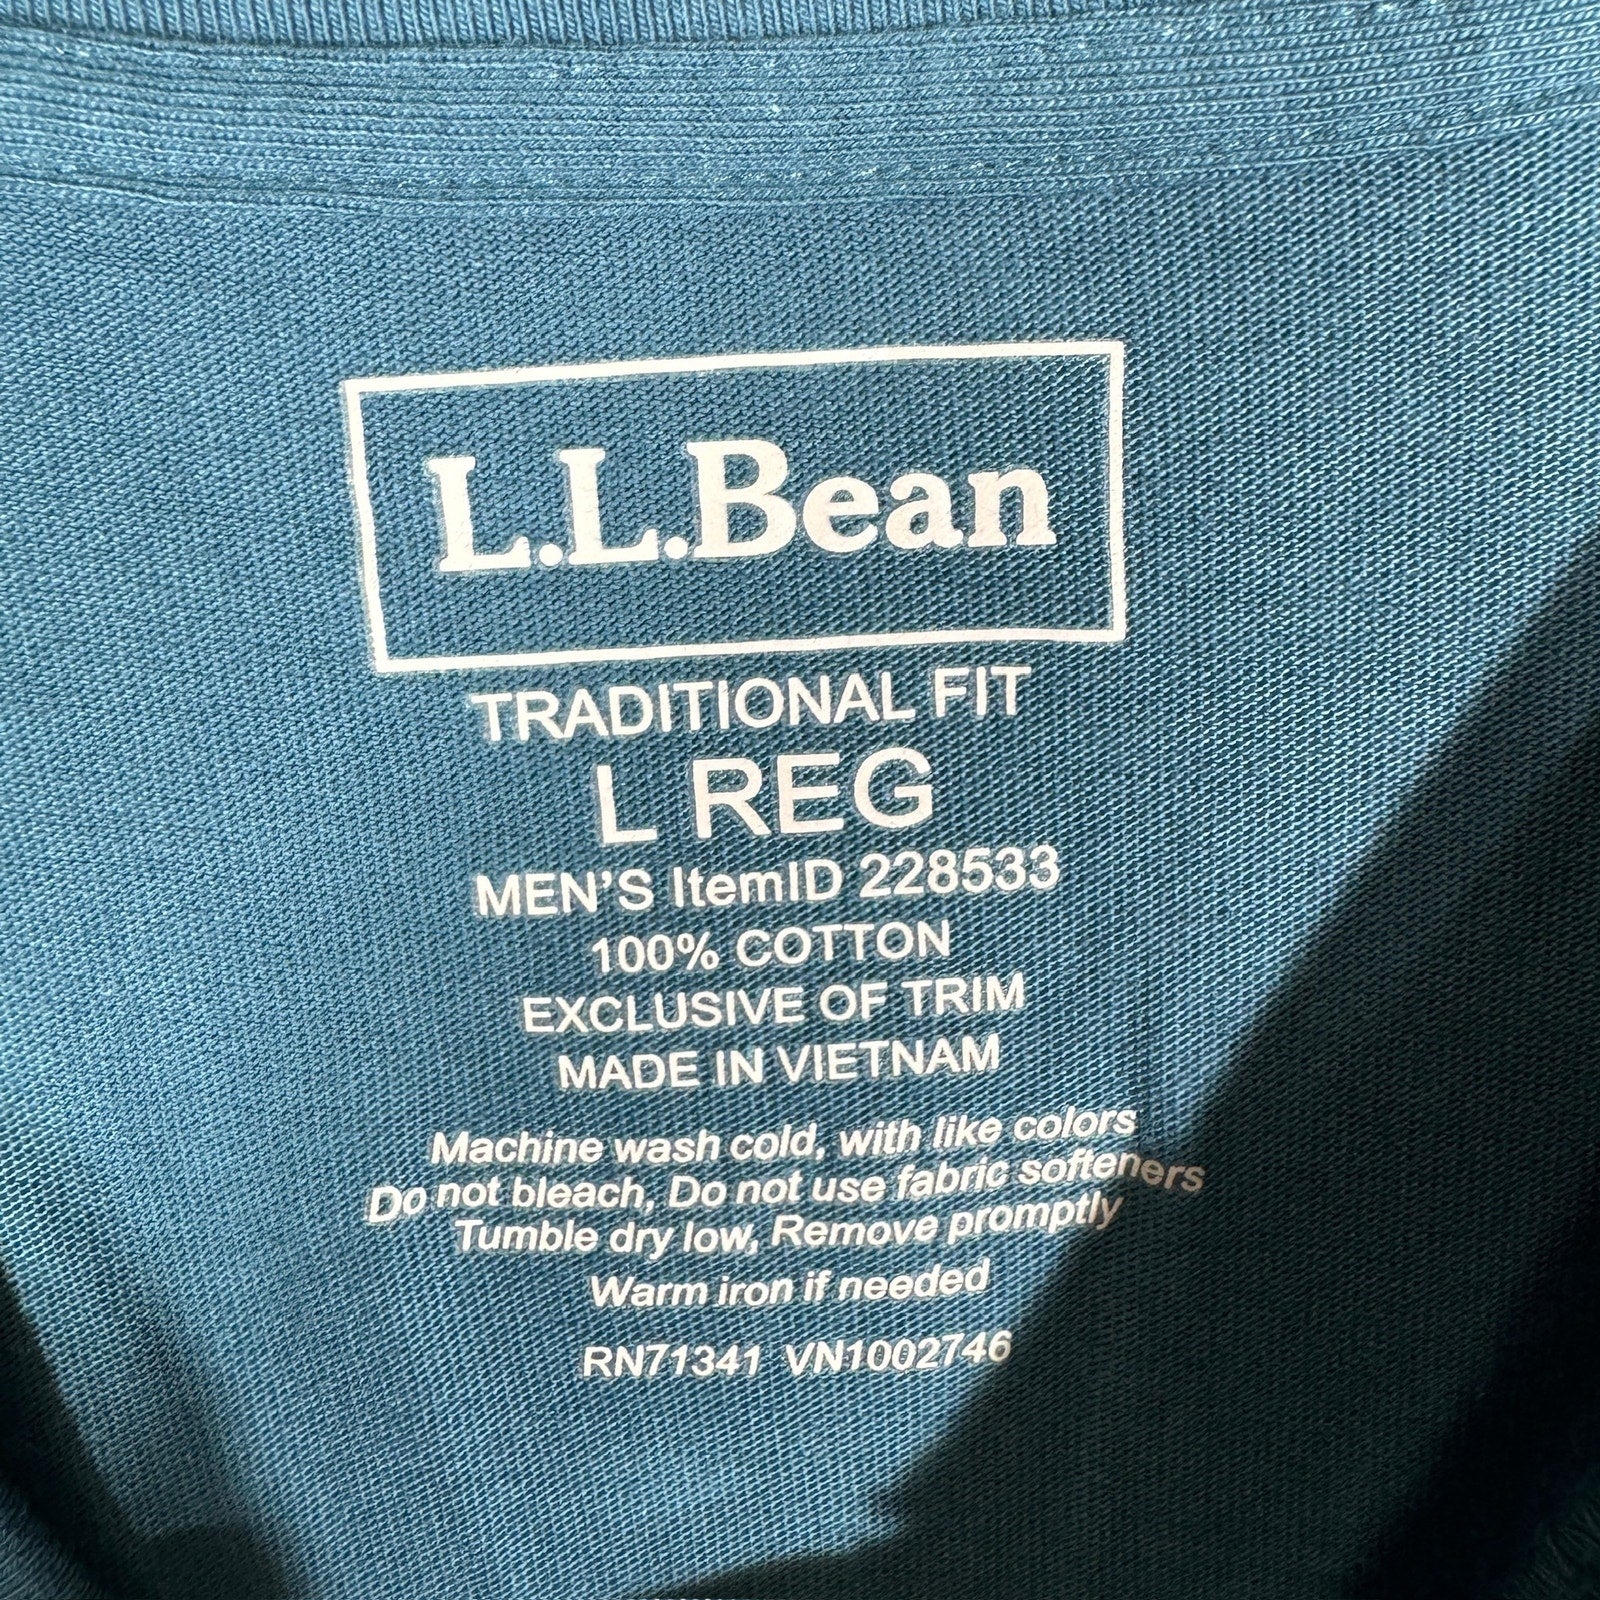 L.L.Bean
TRADITIONAL FIT
L REG
MEN'S ItemID 228533
100% COTTON
EXCLUSIVE OF TRIM
MADE IN VIETNAM
Machine wash cold, with like colors
Do not bleach, Do not use fabric softeners
Tumble dry low, Remove promptly
Warm iron if needed
RN71341 VN1002746